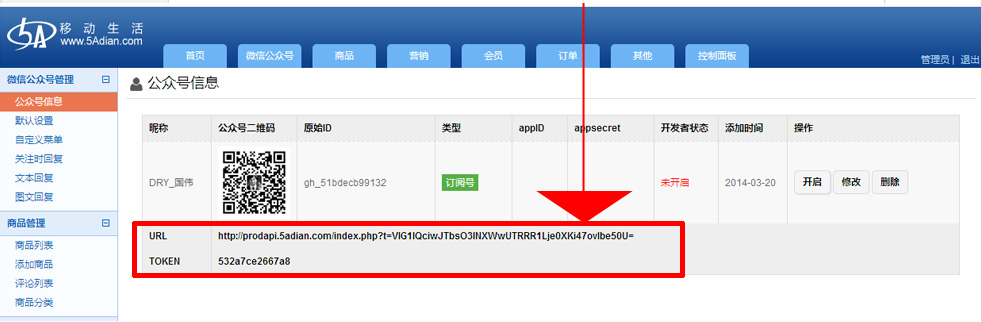 5A 移动生活
www.5Adian.com
首页 微信公众号 商品 营销 会员 订单 其他 控制面板
管理员 | 退出
微信公众号管理
公众号信息
默认设置
自定义菜单
关注时回复
文本回复
图文回复
商品管理
商品列表
添加商品
评论列表
商品分类
公众号信息
昵称 公众号二维码 原始ID 类型 appID appsecret 开发者状态 添加时间 操作
DRY_国伟 gh_51bdecb99132 订阅号 未开启 2014-03-20 开启 修改 删除
URL http://prodapi.5adian.com/index.php?t=VIG1IQciwJTbsO3INXWwUTRRR1Lje0XKi47ovIbe50U=
TOKEN 532a7ce2667a8